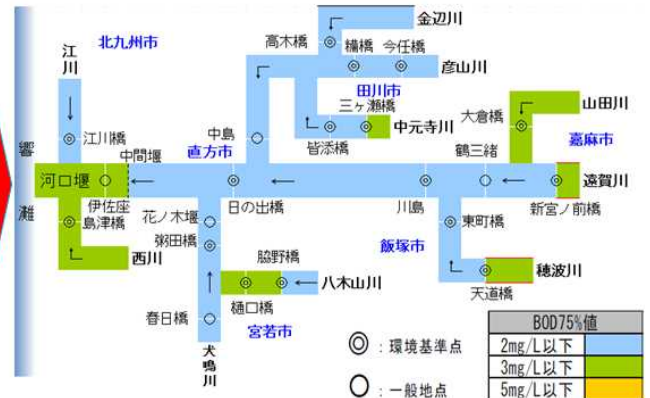 金辺川
北九州市
高木橋
江川
糒橋
今任橋
彦山川
田川市
三ヶ瀬橋
山田川
大倉橋
中元寺川
江川橋
中島
皆添橋
嘉麻市
響灘
中間堰
直方市
鶴三緒
河口堰
遠賀川
伊佐座
島津橋
花ノ木堰
日の出橋
川島
新宮ノ前橋
粥田橋
東町橋
西川
脇野橋
飯塚市
穂波川
八木山川
天道橋
春日橋
樋口橋
宮若市
犬鳴川
◎ : 環境基準点
○ : 一般地点
BOD75%値
2mg/L以下
3mg/L以下
5mg/L以下